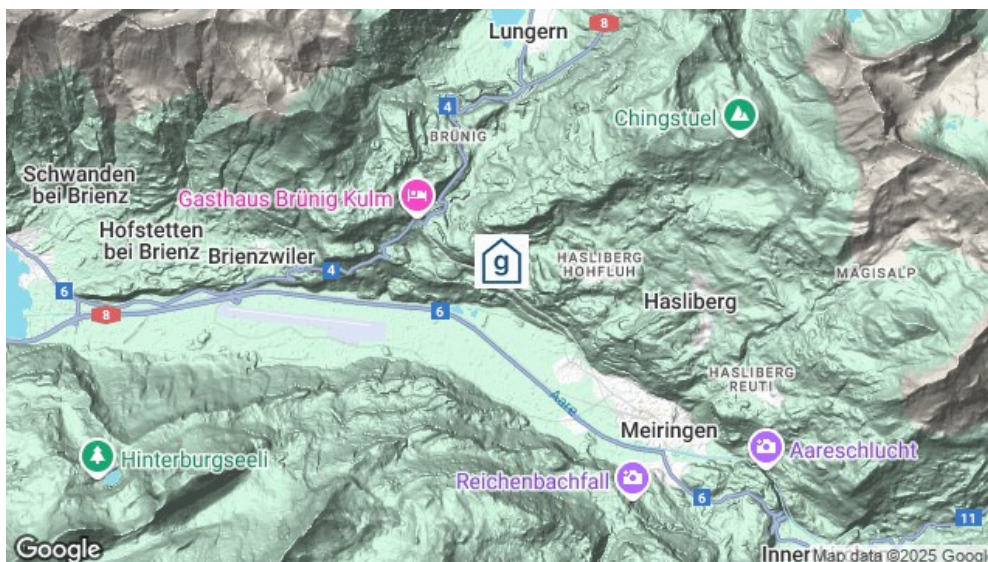 Lungern
8
4
BRÜNIG
Chingstuel
Schwanden
bei Brienz
Gasthaus Brünig Kulm
Hofstetten
bei Brienz
Brienzwiler
g
HASLIBERG
HOHFLUH
MÄGISALP
4
6
Hasliberg
8
6
HASLIBERG
REUTI
Aare
Meiringen
Aareschlucht
Hinterburgseeli
Reichenbachfall
6
11
Google
Inner
Map data ©2025 Google